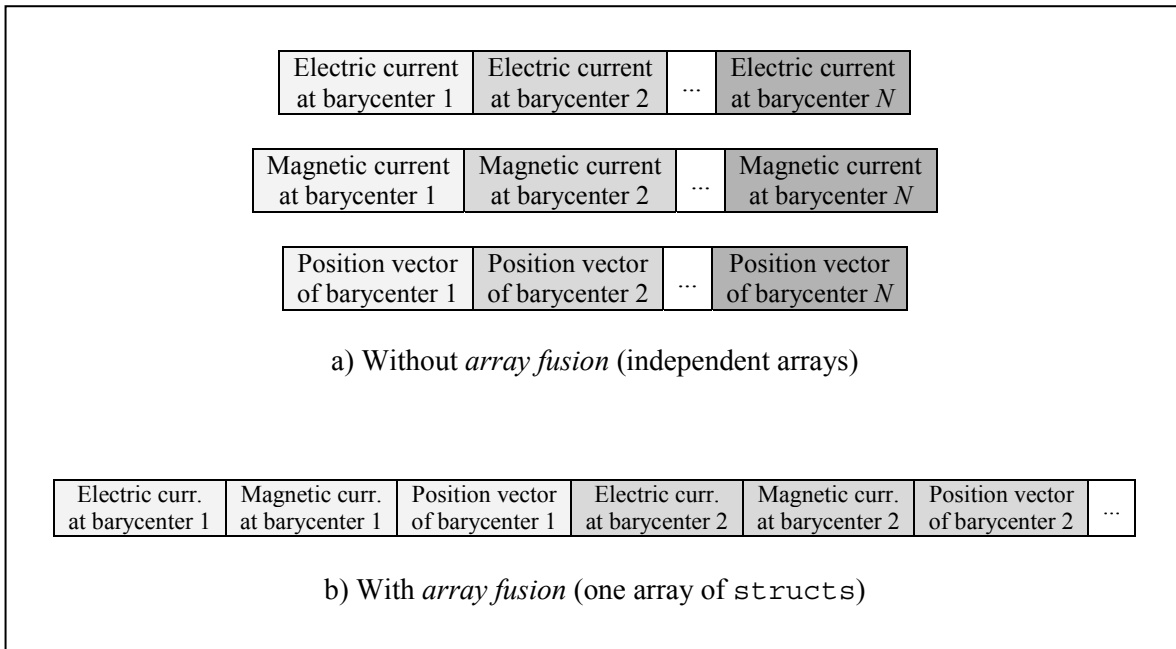 Electric current at barycenter 1
Electric current at barycenter 2
...
Electric current at barycenter N
Magnetic current at barycenter 1
Magnetic current at barycenter 2
...
Magnetic current at barycenter N
Position vector of barycenter 1
Position vector of barycenter 2
...
Position vector of barycenter N
a) Without array fusion (independent arrays)
Electric curr. at barycenter 1
Magnetic curr. at barycenter 1
Position vector of barycenter 1
Electric curr. at barycenter 2
Magnetic curr. at barycenter 2
Position vector of barycenter 2
...
b) With array fusion (one array of structs)